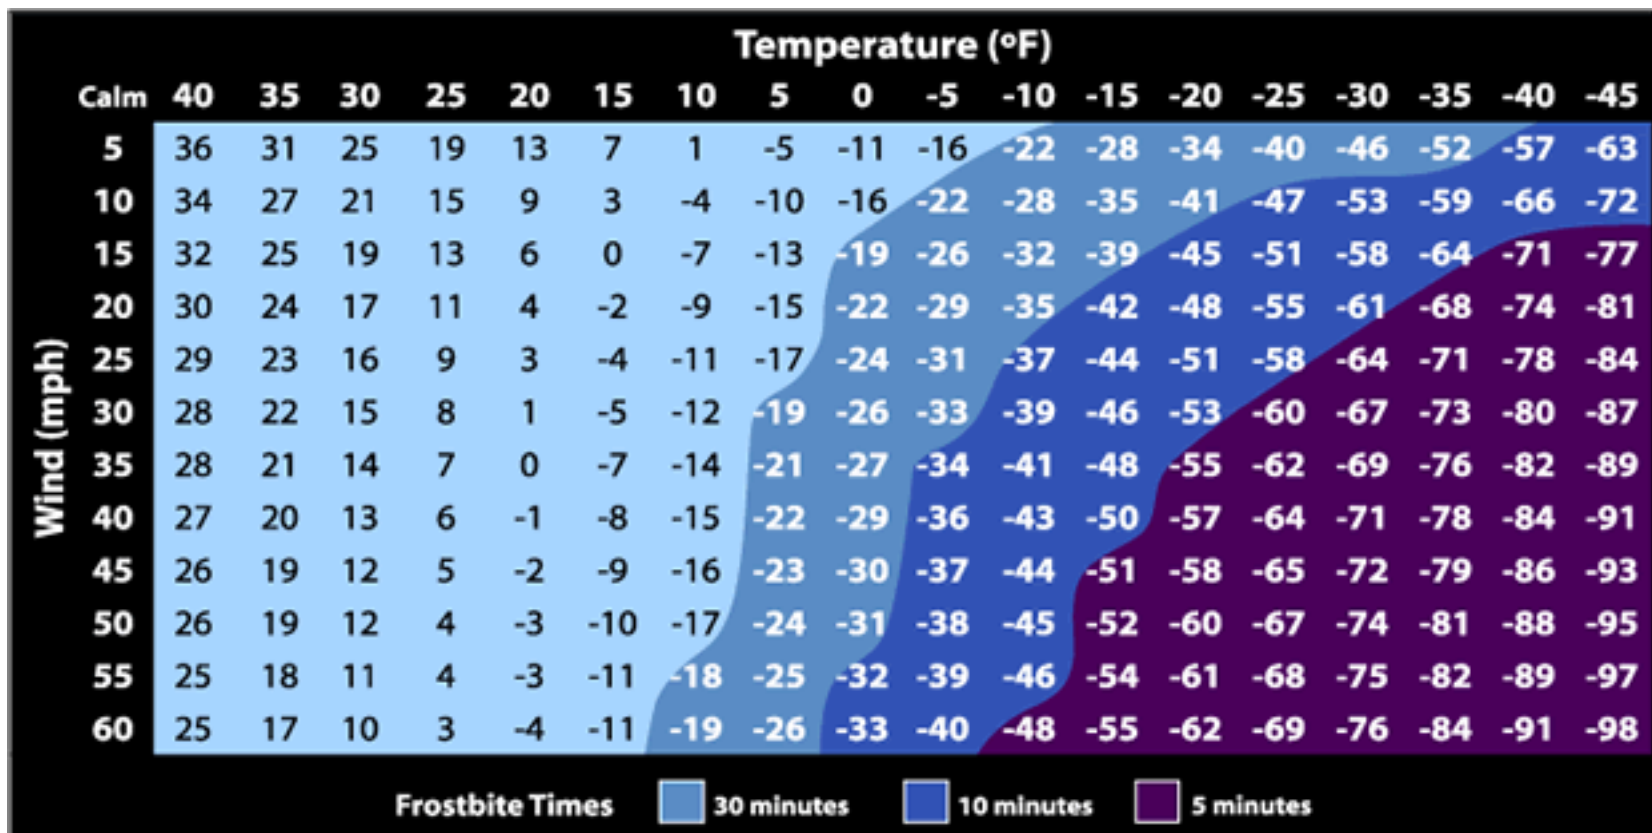 Temperature (ºF)
Calm 40 35 30 25 20 15 10 5 0 -5 -10 -15 -20 -25 -30 -35 -40 -45
5 36 31 25 19 13 7 1 -5 -11 -16 -22 -28 -34 -40 -46 -52 -57 -63
10 34 27 21 15 9 3 -4 -10 -16 -22 -28 -35 -41 -47 -53 -59 -66 -72
15 32 25 19 13 6 0 -7 -13 -19 -26 -32 -39 -45 -51 -58 -64 -71 -77
20 30 24 17 11 4 -2 -9 -15 -22 -29 -35 -42 -48 -55 -61 -68 -74 -81
25 29 23 16 9 3 -4 -11 -17 -24 -31 -37 -44 -51 -58 -64 -71 -78 -84
30 28 22 15 8 1 -5 -12 -19 -26 -33 -39 -46 -53 -60 -67 -73 -80 -87
35 28 21 14 7 0 -7 -14 -21 -27 -34 -41 -48 -55 -62 -69 -76 -82 -89
40 27 20 13 6 -1 -8 -15 -22 -29 -36 -43 -50 -57 -64 -71 -78 -84 -91
45 26 19 12 5 -2 -9 -16 -23 -30 -37 -44 -51 -58 -65 -72 -79 -86 -93
50 26 19 12 4 -3 -10 -17 -24 -31 -38 -45 -52 -60 -67 -74 -81 -88 -95
55 25 18 11 4 -3 -11 -18 -25 -32 -39 -46 -54 -61 -68 -75 -82 -89 -97
60 25 17 10 3 -4 -11 -19 -26 -33 -40 -48 -55 -62 -69 -76 -84 -91 -98
Wind (mph)
Frostbite Times 30 minutes 10 minutes 5 minutes